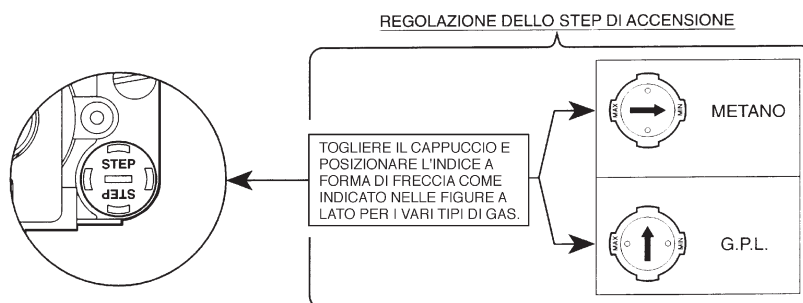 REGOLAZIONE DELLO STEP DI ACCENSIONE
STEP
STEP
TOGLIERE IL CAPPUCCIO E
POSIZIONARE L'INDICE A
FORMA DI FRECCIA COME
INDICATO NELLE FIGURE A
LATO PER I VARI TIPI DI GAS.
MAX
MIN
METANO
MAX
MIN
G.P.L.